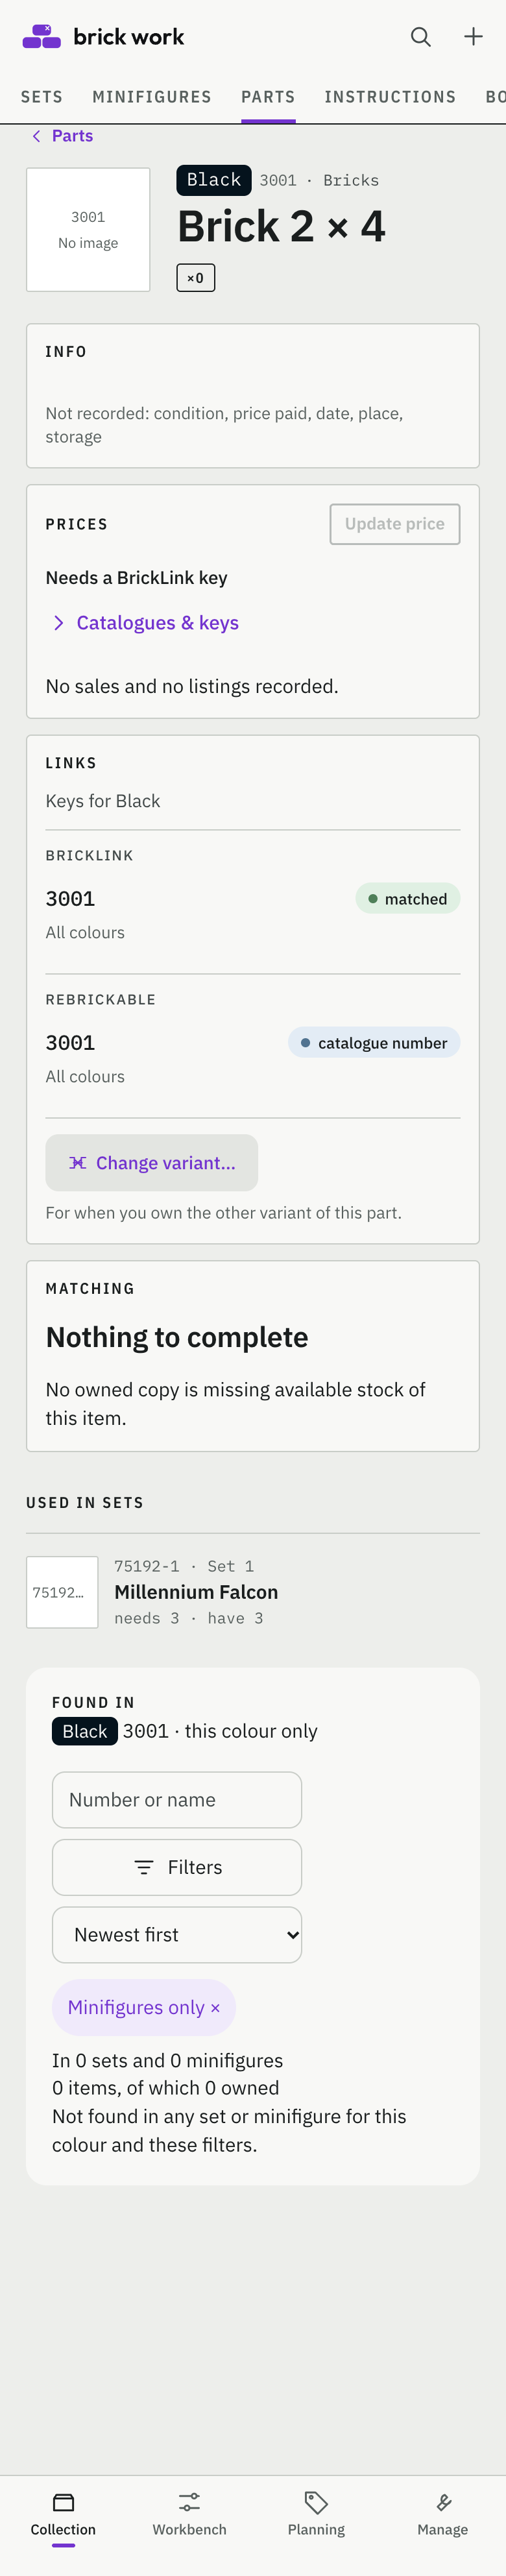 brick work
SETS MINIFIGURES PARTS INSTRUCTIONS BO
Parts
3001
No image
Black 3001 · Bricks
Brick 2 × 4
×0
INFO
Not recorded: condition, price paid, date, place,
storage
PRICES
Update price
Needs a BrickLink key
Catalogues & keys
No sales and no listings recorded.
LINKS
Keys for Black
BRICKLINK
3001
matched
All colours
REBRICKABLE
3001
catalogue number
All colours
Change variant…
For when you own the other variant of this part.
MATCHING
Nothing to complete
No owned copy is missing available stock of
this item.
USED IN SETS
75192…
75192-1 · Set 1
Millennium Falcon
needs 3 · have 3
FOUND IN
Black 3001 · this colour only
Number or name
Filters
Newest first
Minifigures only ×
In 0 sets and 0 minifigures
0 items, of which 0 owned
Not found in any set or minifigure for this
colour and these filters.
Collection Workbench Planning Manage